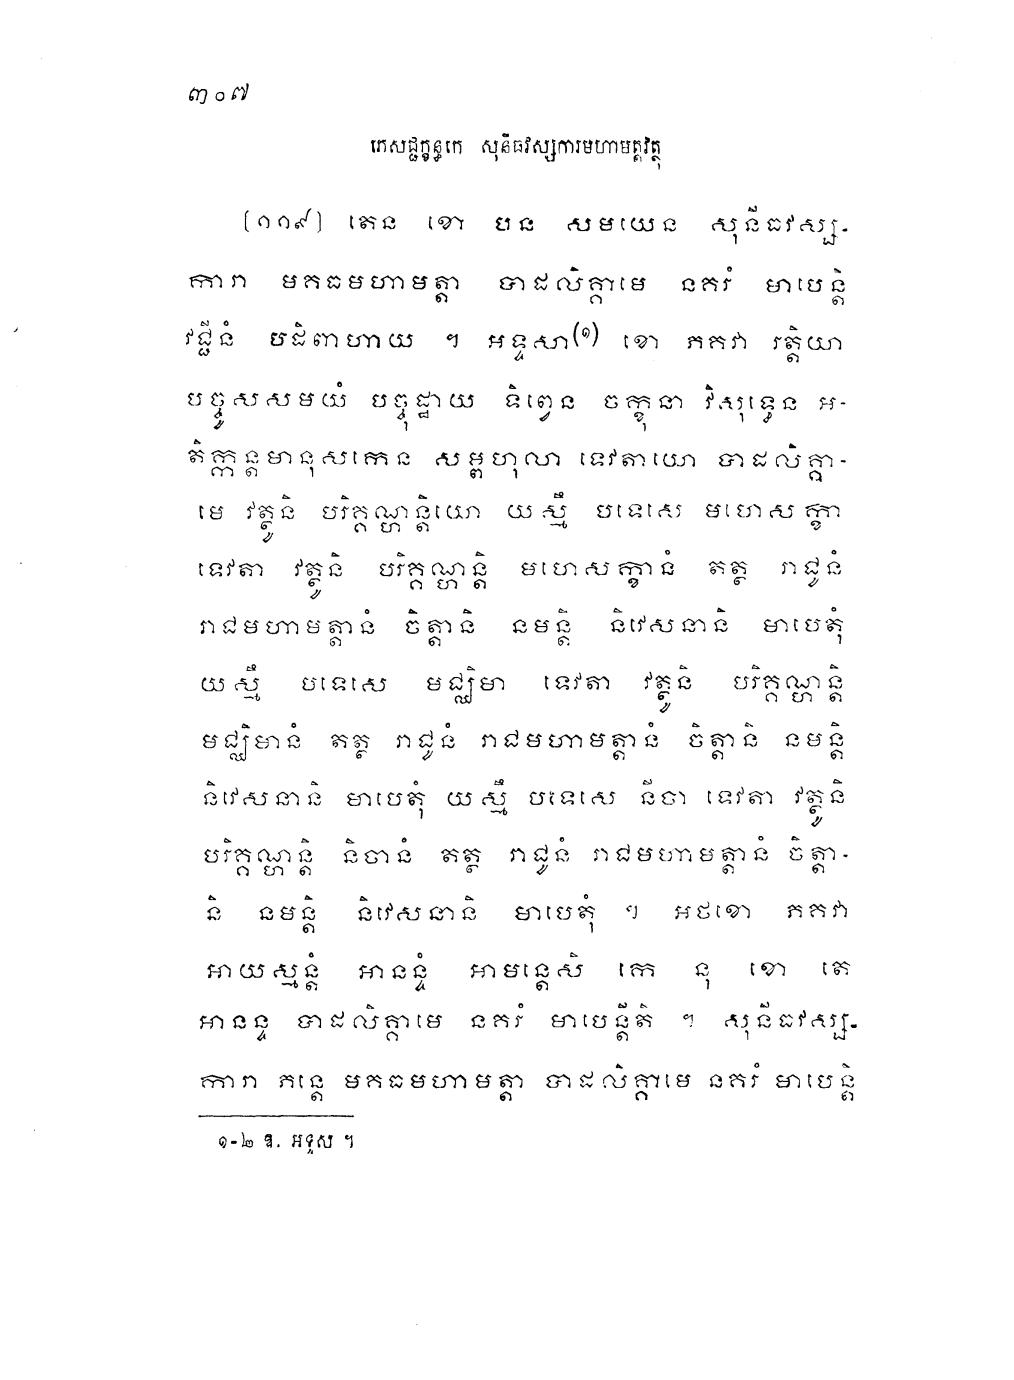 ៣០៧
ភេសជ្ជក្ខន្ធកេ សុនីធវស្សការមហាមត្តវត្ថុ
[១១៩] តេន ខោ បន សមយេន សុនីធវស្ស-
ការា មគធមហាមត្តា បាដលិគ្គាមេ នគរំ មាបេន្តិ
វជ្ជីនំ បដិពាហាយ ។ អទ្ទសា(១) ខោ ភគវា រត្តិយា
បច្ចូសសមយំ បច្ចុដ្ឋាយ ទិព្វេន ចក្ខុនា វិសុទ្ធេន អ-
តិក្កន្តមានុសកេន សម្ពហុលា ទេវតាយោ បាដលិគ្គា-
មេ វត្ថូនិ បរិគ្គណ្ហន្តិយោ យស្មឹ បទេសេ មហេសក្ខា
ទេវតា វត្ថូនិ បរិគ្គណ្ហន្តិ មហេសក្ខានំ តត្ថ រាជូនំ
រាជមហាមត្តានំ ចិត្តានិ នមន្តិ និវេសនានិ មាបេតុំ
យស្មឹ បទេសេ មជ្ឈិមា ទេវតា វត្ថូនិ បរិគ្គណ្ហន្តិ
មជ្ឈិមានំ តត្ថ រាជូនំ រាជមហាមត្តានំ ចិត្តានិ នមន្តិ
និវេសនានិ មាបេតុំ យស្មឹ បទេសេ នីចា ទេវតា វត្ថូនិ
បរិគ្គណ្ហន្តិ និចានំ តត្ថ រាជូនំ រាជមហាមត្តានំ ចិត្តា-
និ នមន្តិ និវេសនានិ មាបេតុំ ។ អថខោ ភគវា
អាយស្មន្តំ អានន្ទំ អាមន្តេសិ កេ នុ ខោ តេ
អានន្ទ បាដលិគ្គាមេ នគរំ មាបេន្តីតិ ។ សុនីធវស្ស-
ការា ភន្តេ មគធមហាមត្តា បាដលិគ្គាមេ នគរំ មាបេន្តិ
១-២ ឱ. អទ្ទស ។